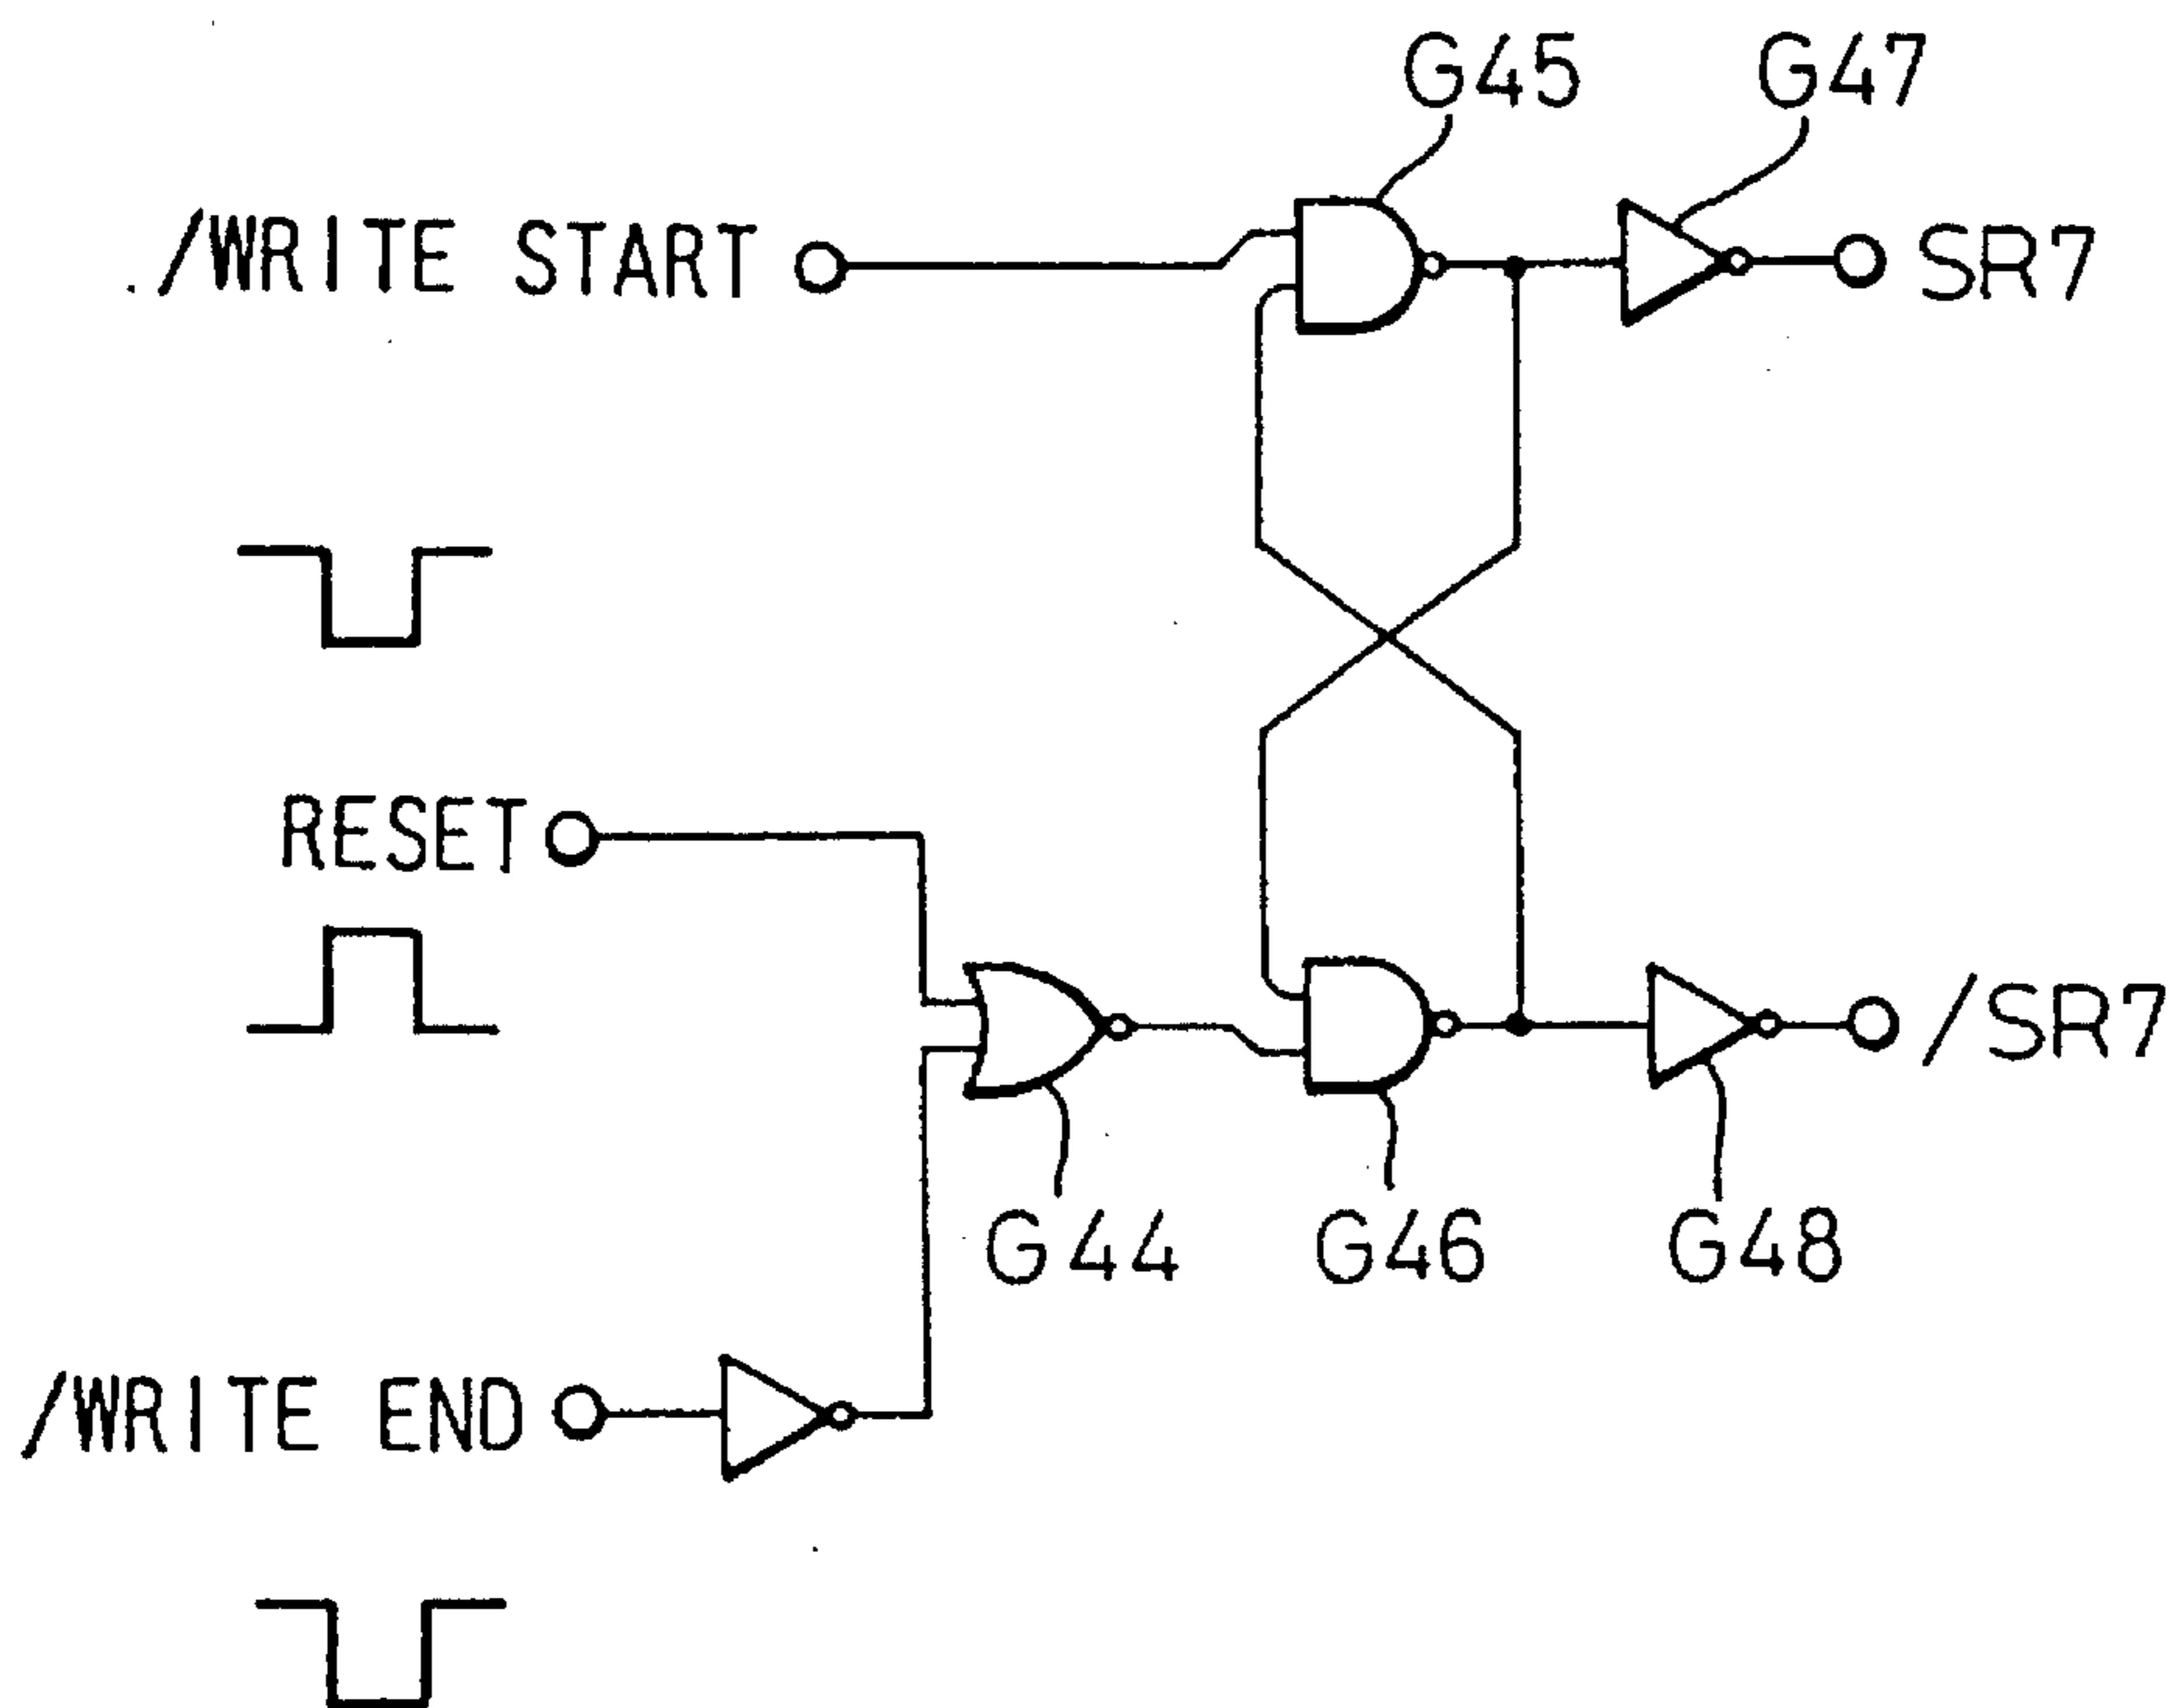 G45 G47
/WRITE START SR7
RESET
/SR7
G44 G46 G48
/WRITE END